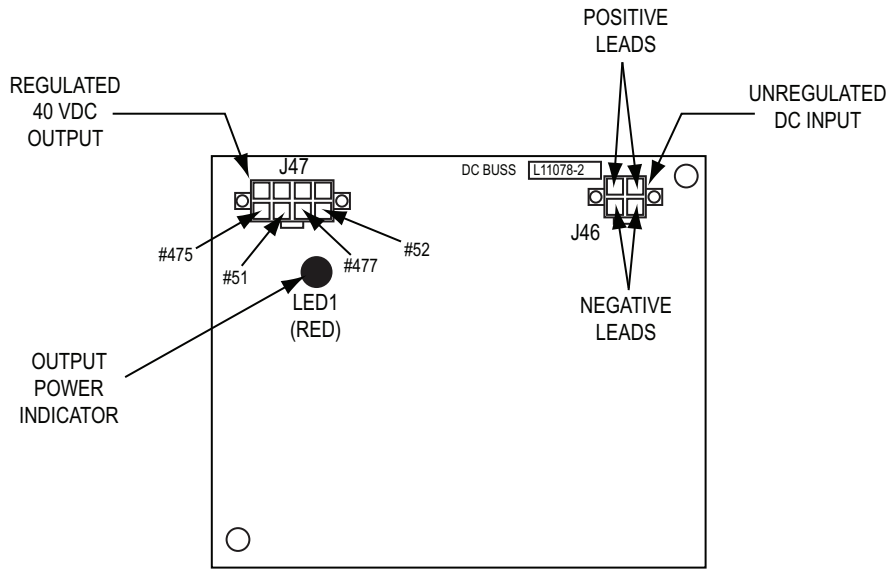 POSITIVE
LEADS
REGULATED
40 VDC
OUTPUT
UNREGULATED
DC INPUT
J47
DC BUSS L11078-2
J46
#475
#51
#477
#52
LED1
(RED)
NEGATIVE
LEADS
OUTPUT
POWER
INDICATOR